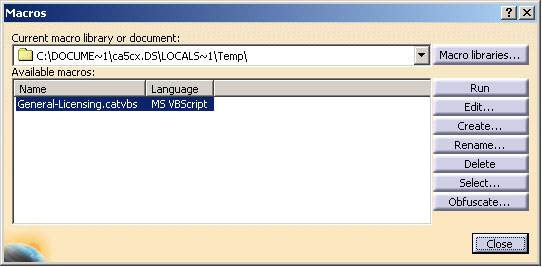 Macros
Current macro library or document:
C:\DOCUME~1\ca5cx.DS\LOCALS~1\Temp\
Macro libraries...
Available macros:
Name Language
General-Licensing.catvbs MS VBScript
Run
Edit...
Create...
Rename...
Delete
Select...
Obfuscate...
Close